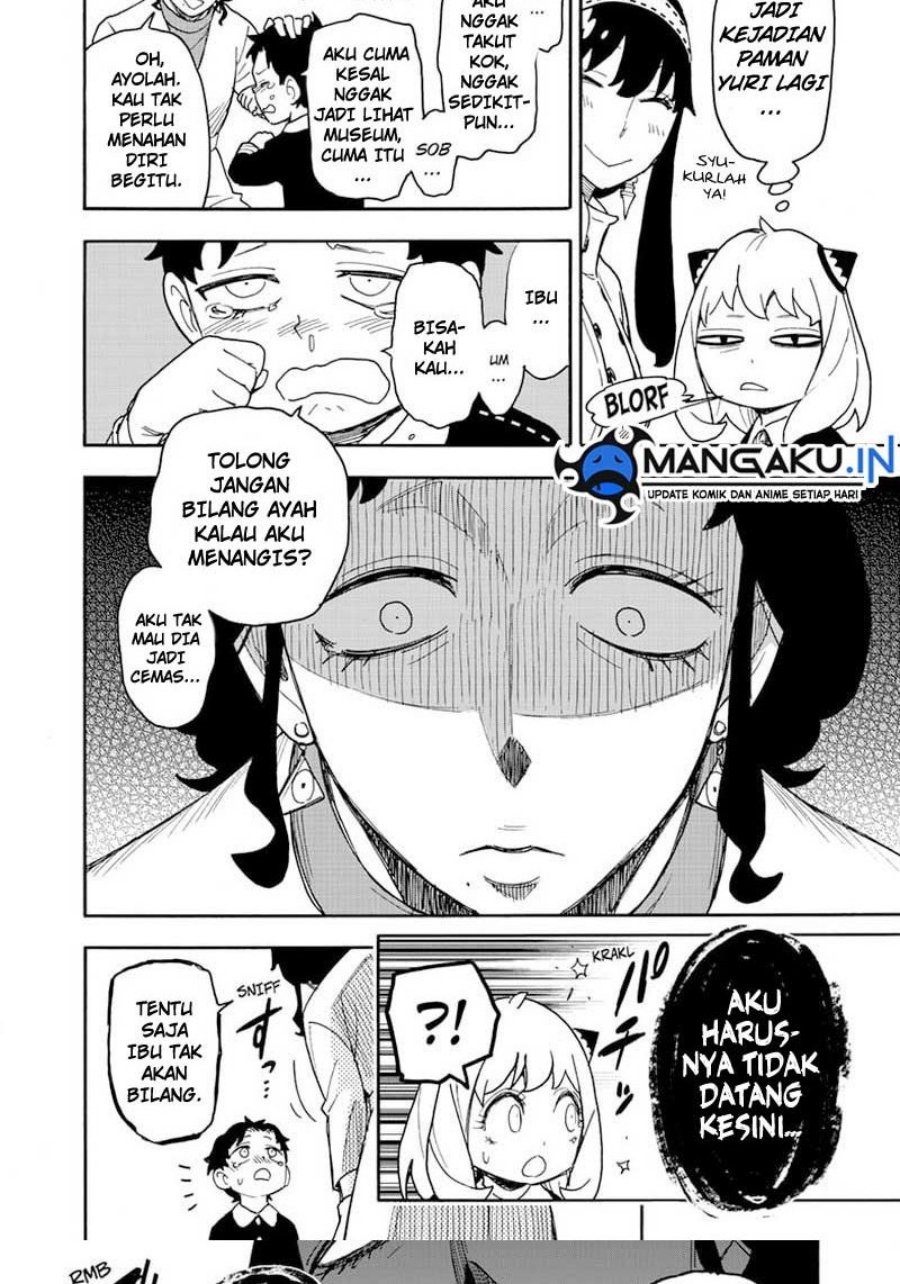 JADI
KEJADIAN
PAMAN
YURI LAGI
...
AKU
NGGAK
TAKUT
KOK,
NGGAK
SEDIKIT-
PUN...
...
AKU CUMA
KESAL
NGGAK
JADI LIHAT
MUSEUM,
CUMA ITU
...
SOB
...
OH,
AYOLAH.
KAU TAK
PERLU
MENAHAN
DIRI
BEGITU.
SYU-
KURLAH
YA!
BLORF
IBU
...
UM
...
BISA-
KAH
KAU...
MANGAKU.IN
UPDATE KOMIK DAN ANIME SETIAP HARI
TOLONG
JANGAN
BILANG AYAH
KALAU AKU
MENANGIS?
AKU TAK
MAU DIA
JADI
CEMAS...
AKU
HARUS-
NYA TIDAK
DATANG
KESINI...
KRAKL
パチ
?!
SNIFF
す...
TENTU
SAJA
IBU TAK
AKAN
BILANG.
RMB